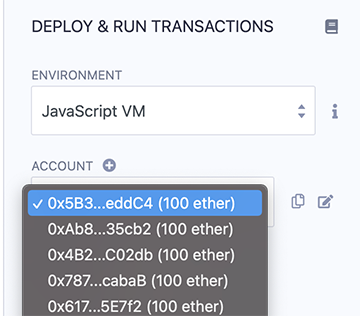 DEPLOY & RUN TRANSACTIONS
ENVIRONMENT
JavaScript VM
ACCOUNT
✓ 0x5B3...eddC4 (100 ether)
0xAb8...35cb2 (100 ether)
0x4B2...C02db (100 ether)
0x787...cabaB (100 ether)
0x617...5E7f2 (100 ether)